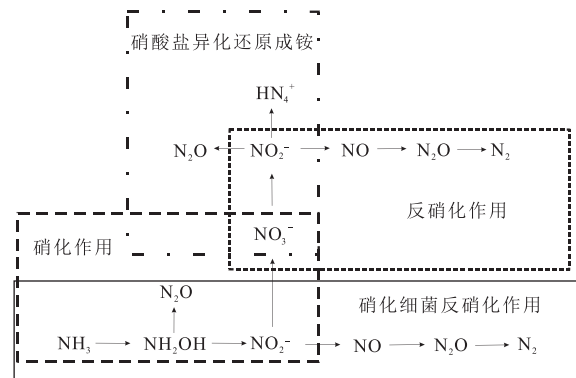 硝酸盐异化还原成铵
HN₄⁺
N₂O NO₂⁻ NO N₂O N₂
反硝化作用
NO₃⁻
硝化作用
N₂O
硝化细菌反硝化作用
NH₃ NH₂OH NO₂⁻ NO N₂O N₂